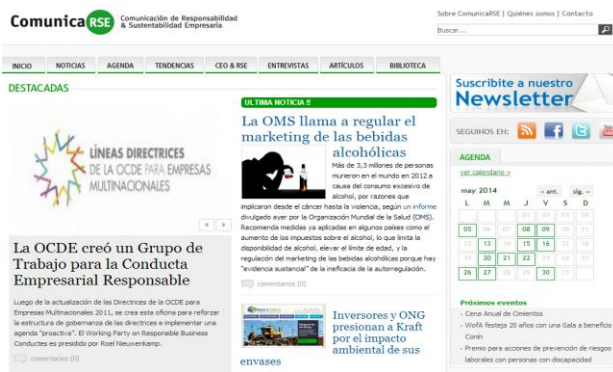 ComunicaRSE
Comunicación de Responsabilidad
& Sustentabilidad Empresaria
Sobre ComunicaRSE | Quiénes somos | Contacto
Buscar...
INICIO
NOTICIAS
AGENDA
TENDENCIAS
CEO & RSE
ENTREVISTAS
ARTÍCULOS
BIBLIOTECA
DESTACADAS
LÍNEAS DIRECTRICES
DE LA OCDE PARA EMPRESAS
MULTINACIONALES
La OCDE creó un Grupo de
Trabajo para la Conducta
Empresarial Responsable
Luego de la actualización de las Directrices de la OCDE para
Empresas Multinacionales 2011, se crea esta oficina para reforzar
la estructura de gobernanza de las directrices e implementar una
agenda "proactiva". El Working Party on Responsible Business
Conductes es presidido por Roel Nieuwenkamp.
comentarios (0)
ULTIMA NOTICIA !!
La OMS llama a regular el
marketing de las bebidas
alcohólicas
Más de 3,3 millones de personas
murieron en el mundo en 2012 a
causa del consumo excesivo de
alcohol, por razones que
implicaron desde el cáncer hasta la violencia, según un informe
divulgado ayer por la Organización Mundial de la Salud (OMS).
Recomienda medidas ya aplicadas en algunos países como el
aumento de los impuestos sobre el alcohol, lo que limita la
disponibilidad de alcohol, elevar el límite de edad, y la
regulación del marketing de las bebidas alcohólicas porque hay
"evidencia sustancial" de la ineficacia de la autorregulación.
comentarios (0)
Inversores y ONG
presionan a Kraft
por el impacto
ambiental de sus
envases
Suscribite a nuestro
Newsletter
SEGUINOS EN:
You
AGENDA
ver calendario »
may 2014
« ant.
sig. »
L M M J V S D
01 02 03 04
05 06 07 08 09 10 11
12 13 14 15 16 17 18
19 20 21 22 23 24 25
26 27 28 29 30 31
Próximos eventos
- Cena Anual de Cimientos
- WofA festeja 20 años con una Gala a beneficio
Conin
- Premio para acciones de prevención de riesgos
laborales con personas con discapacidad